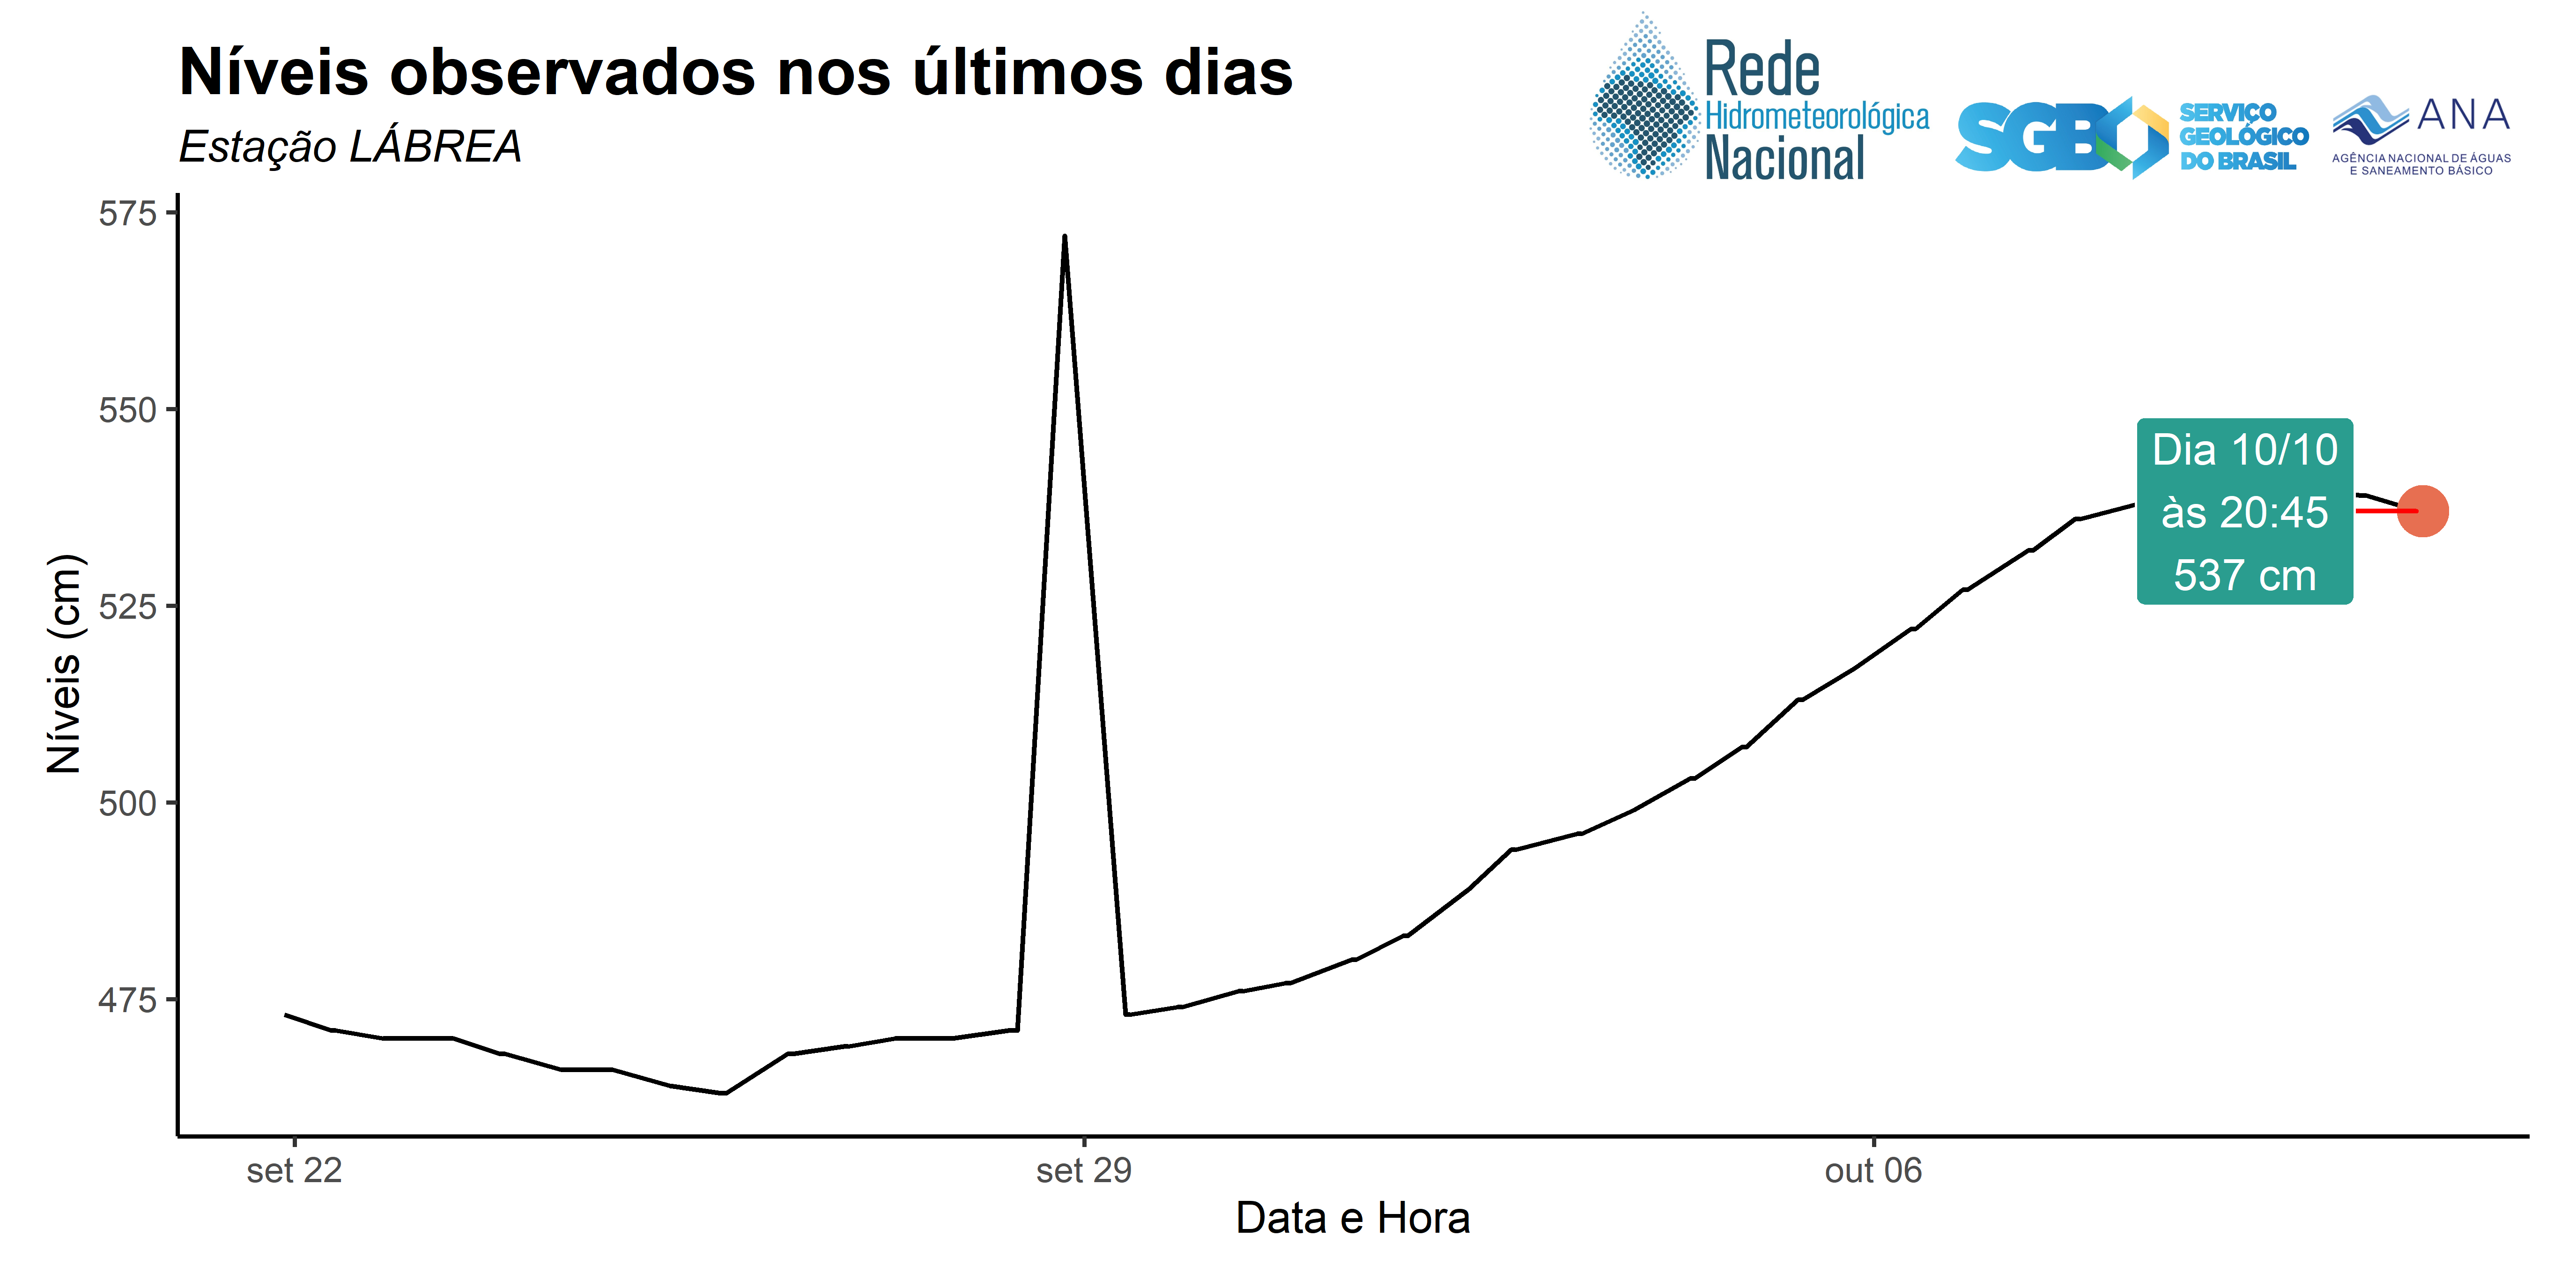 Níveis observados nos últimos dias
Estação LÁBREA
Rede
Hidrometeorológica
Nacional
SGB
SERVIÇO
GEOLÓGICO
DO BRASIL
ANA
AGÊNCIA NACIONAL DE ÁGUAS
E SANEAMENTO BÁSICO
575
550
525
500
475
Níveis (cm)
Dia 10/10
às 20:45
537 cm
set 22
set 29
out 06
Data e Hora